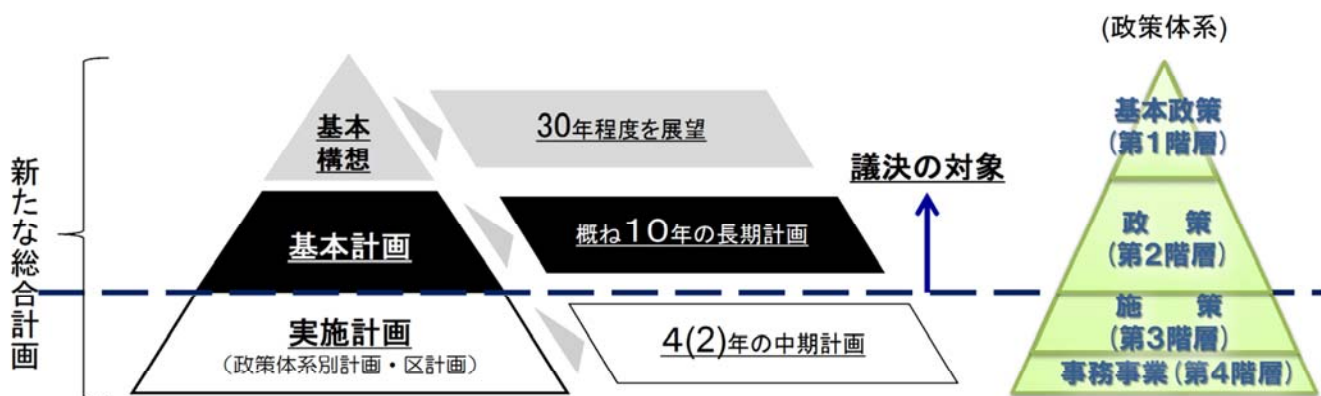 (政策体系)
新たな総合計画
基本
構想
30年程度を展望
議決の対象
基本政策
(第1階層)
基本計画
概ね10年の長期計画
政　策
(第2階層)
実施計画
(政策体系別計画・区計画)
4(2)年の中期計画
施　策
(第3階層)
事務事業(第4階層)